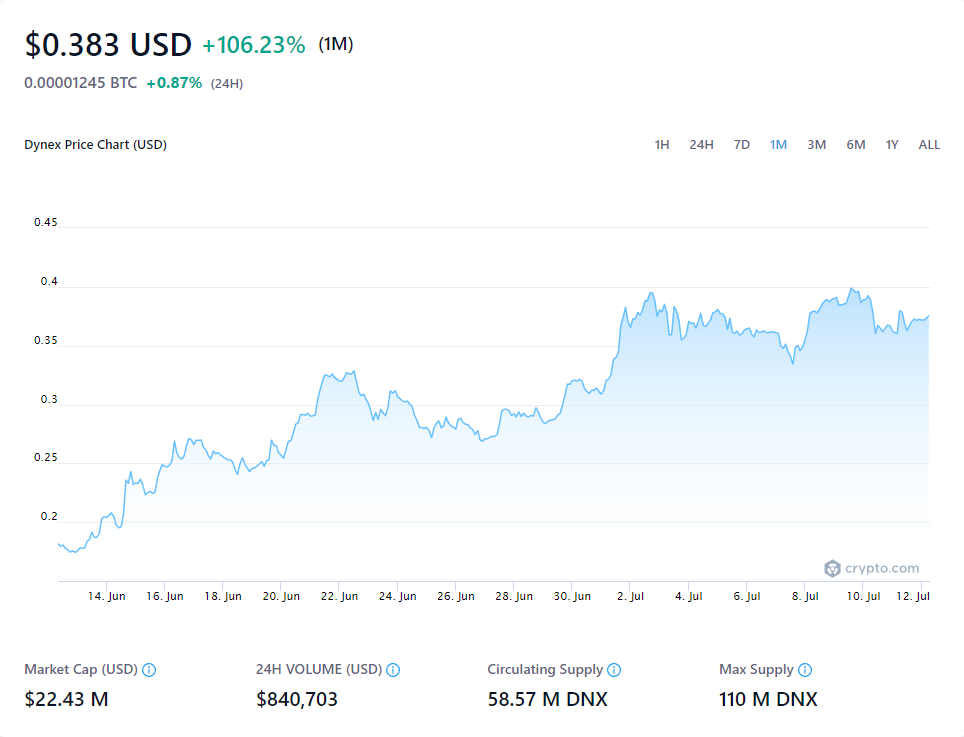 $0.383 USD +106.23% (1M)
0.00001245 BTC +0.87% (24H)
Dynex Price Chart (USD) 1H 24H 7D 1M 3M 6M 1Y ALL
0.45
0.4
0.35
0.3
0.25
0.2
crypto.com
14. Jun 16. Jun 18. Jun 20. Jun 22. Jun 24. Jun 26. Jun 28. Jun 30. Jun 2. Jul 4. Jul 6. Jul 8. Jul 10. Jul 12. Jul
Market Cap (USD) 24H VOLUME (USD) Circulating Supply Max Supply
$22.43 M $840,703 58.57 M DNX 110 M DNX